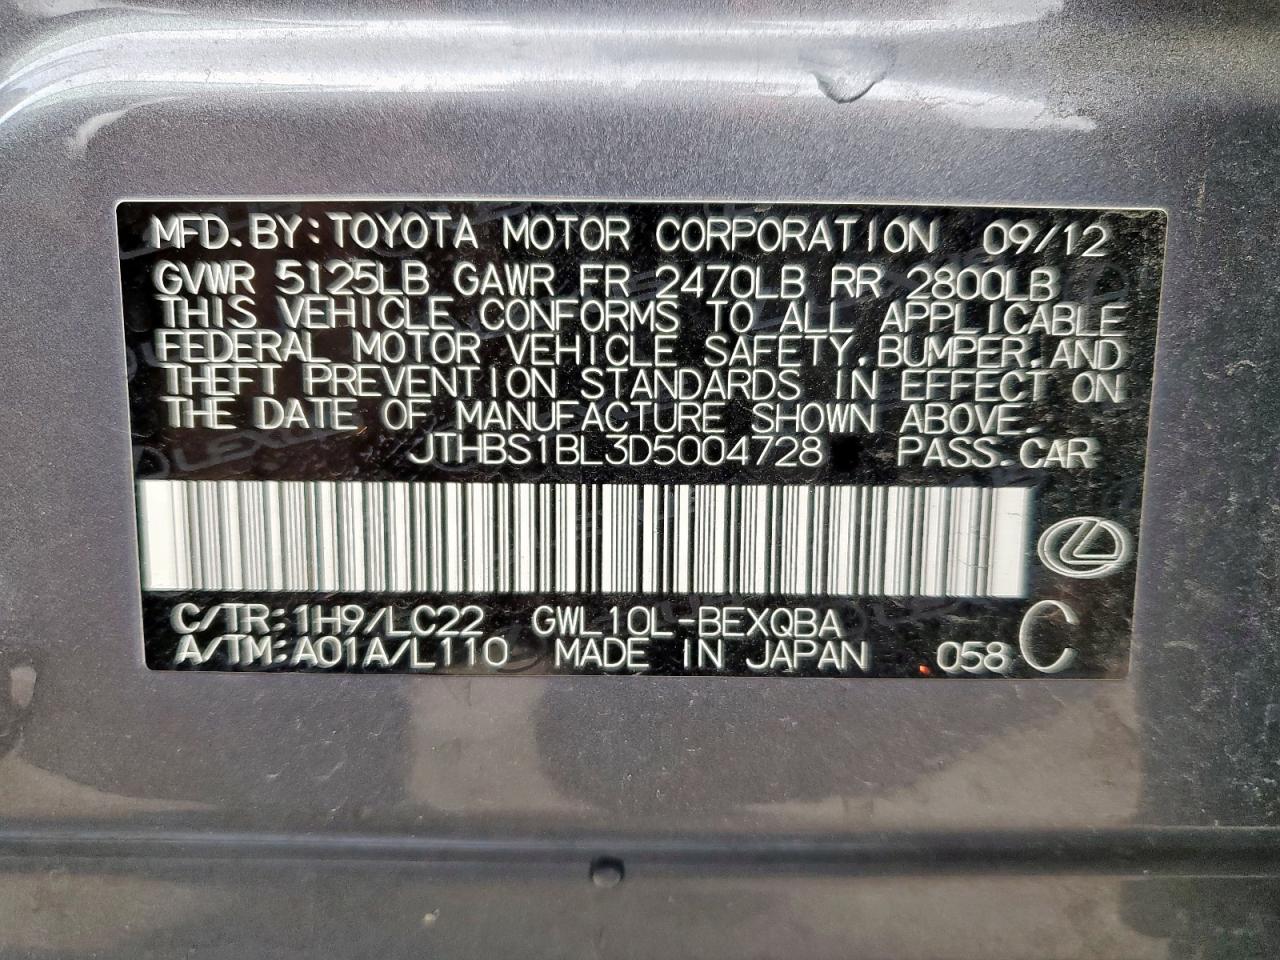 MFD. BY: TOYOTA MOTOR CORPORATION 09/12
GVWR 5125LB GAWR FR 2470LB RR 2800LB
THIS VEHICLE CONFORMS TO ALL APPLICABLE
FEDERAL MOTOR VEHICLE SAFETY, BUMPER, AND
THEFT PREVENTION STANDARDS IN EFFECT ON
THE DATE OF MANUFACTURE SHOWN ABOVE.
JTHBS1BL3D5004728 PASS. CAR
C/TR: 1H9/LC22 GWL10L-BEXQBA C
A/TM: A01A/L110 MADE IN JAPAN 058